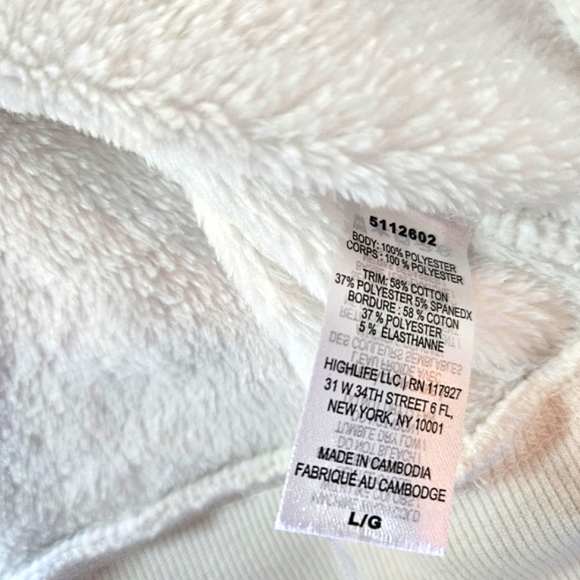 5112602
BODY: 100% POLYESTER
CORPS : 100 % POLYESTER
TRIM: 58% COTTON
37% POLYESTER 5% SPANEDX
BORDURE : 58 % COTON
37 % POLYESTER
5 % ELASTHANNE
HIGHLIFE LLC | RN 117927
31 W 34TH STREET 6 FL,
NEW YORK, NY 10001
MADE IN CAMBODIA
FABRIQUÉ AU CAMBODGE
L/G